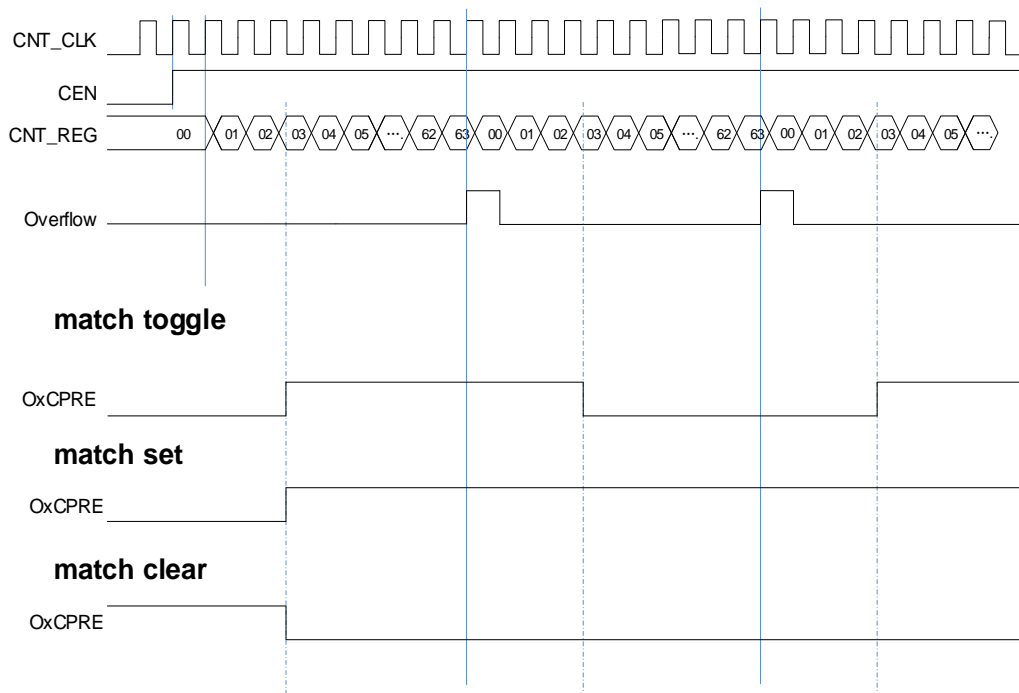 CNT_CLK
CEN
CNT_REG 00 01 02 03 04 05 ···. 62 63 00 01 02 03 04 05 ···. 62 63 00 01 02 03 04 05 ···.
Overflow
match toggle
OxCPRE
match set
OxCPRE
match clear
OxCPRE